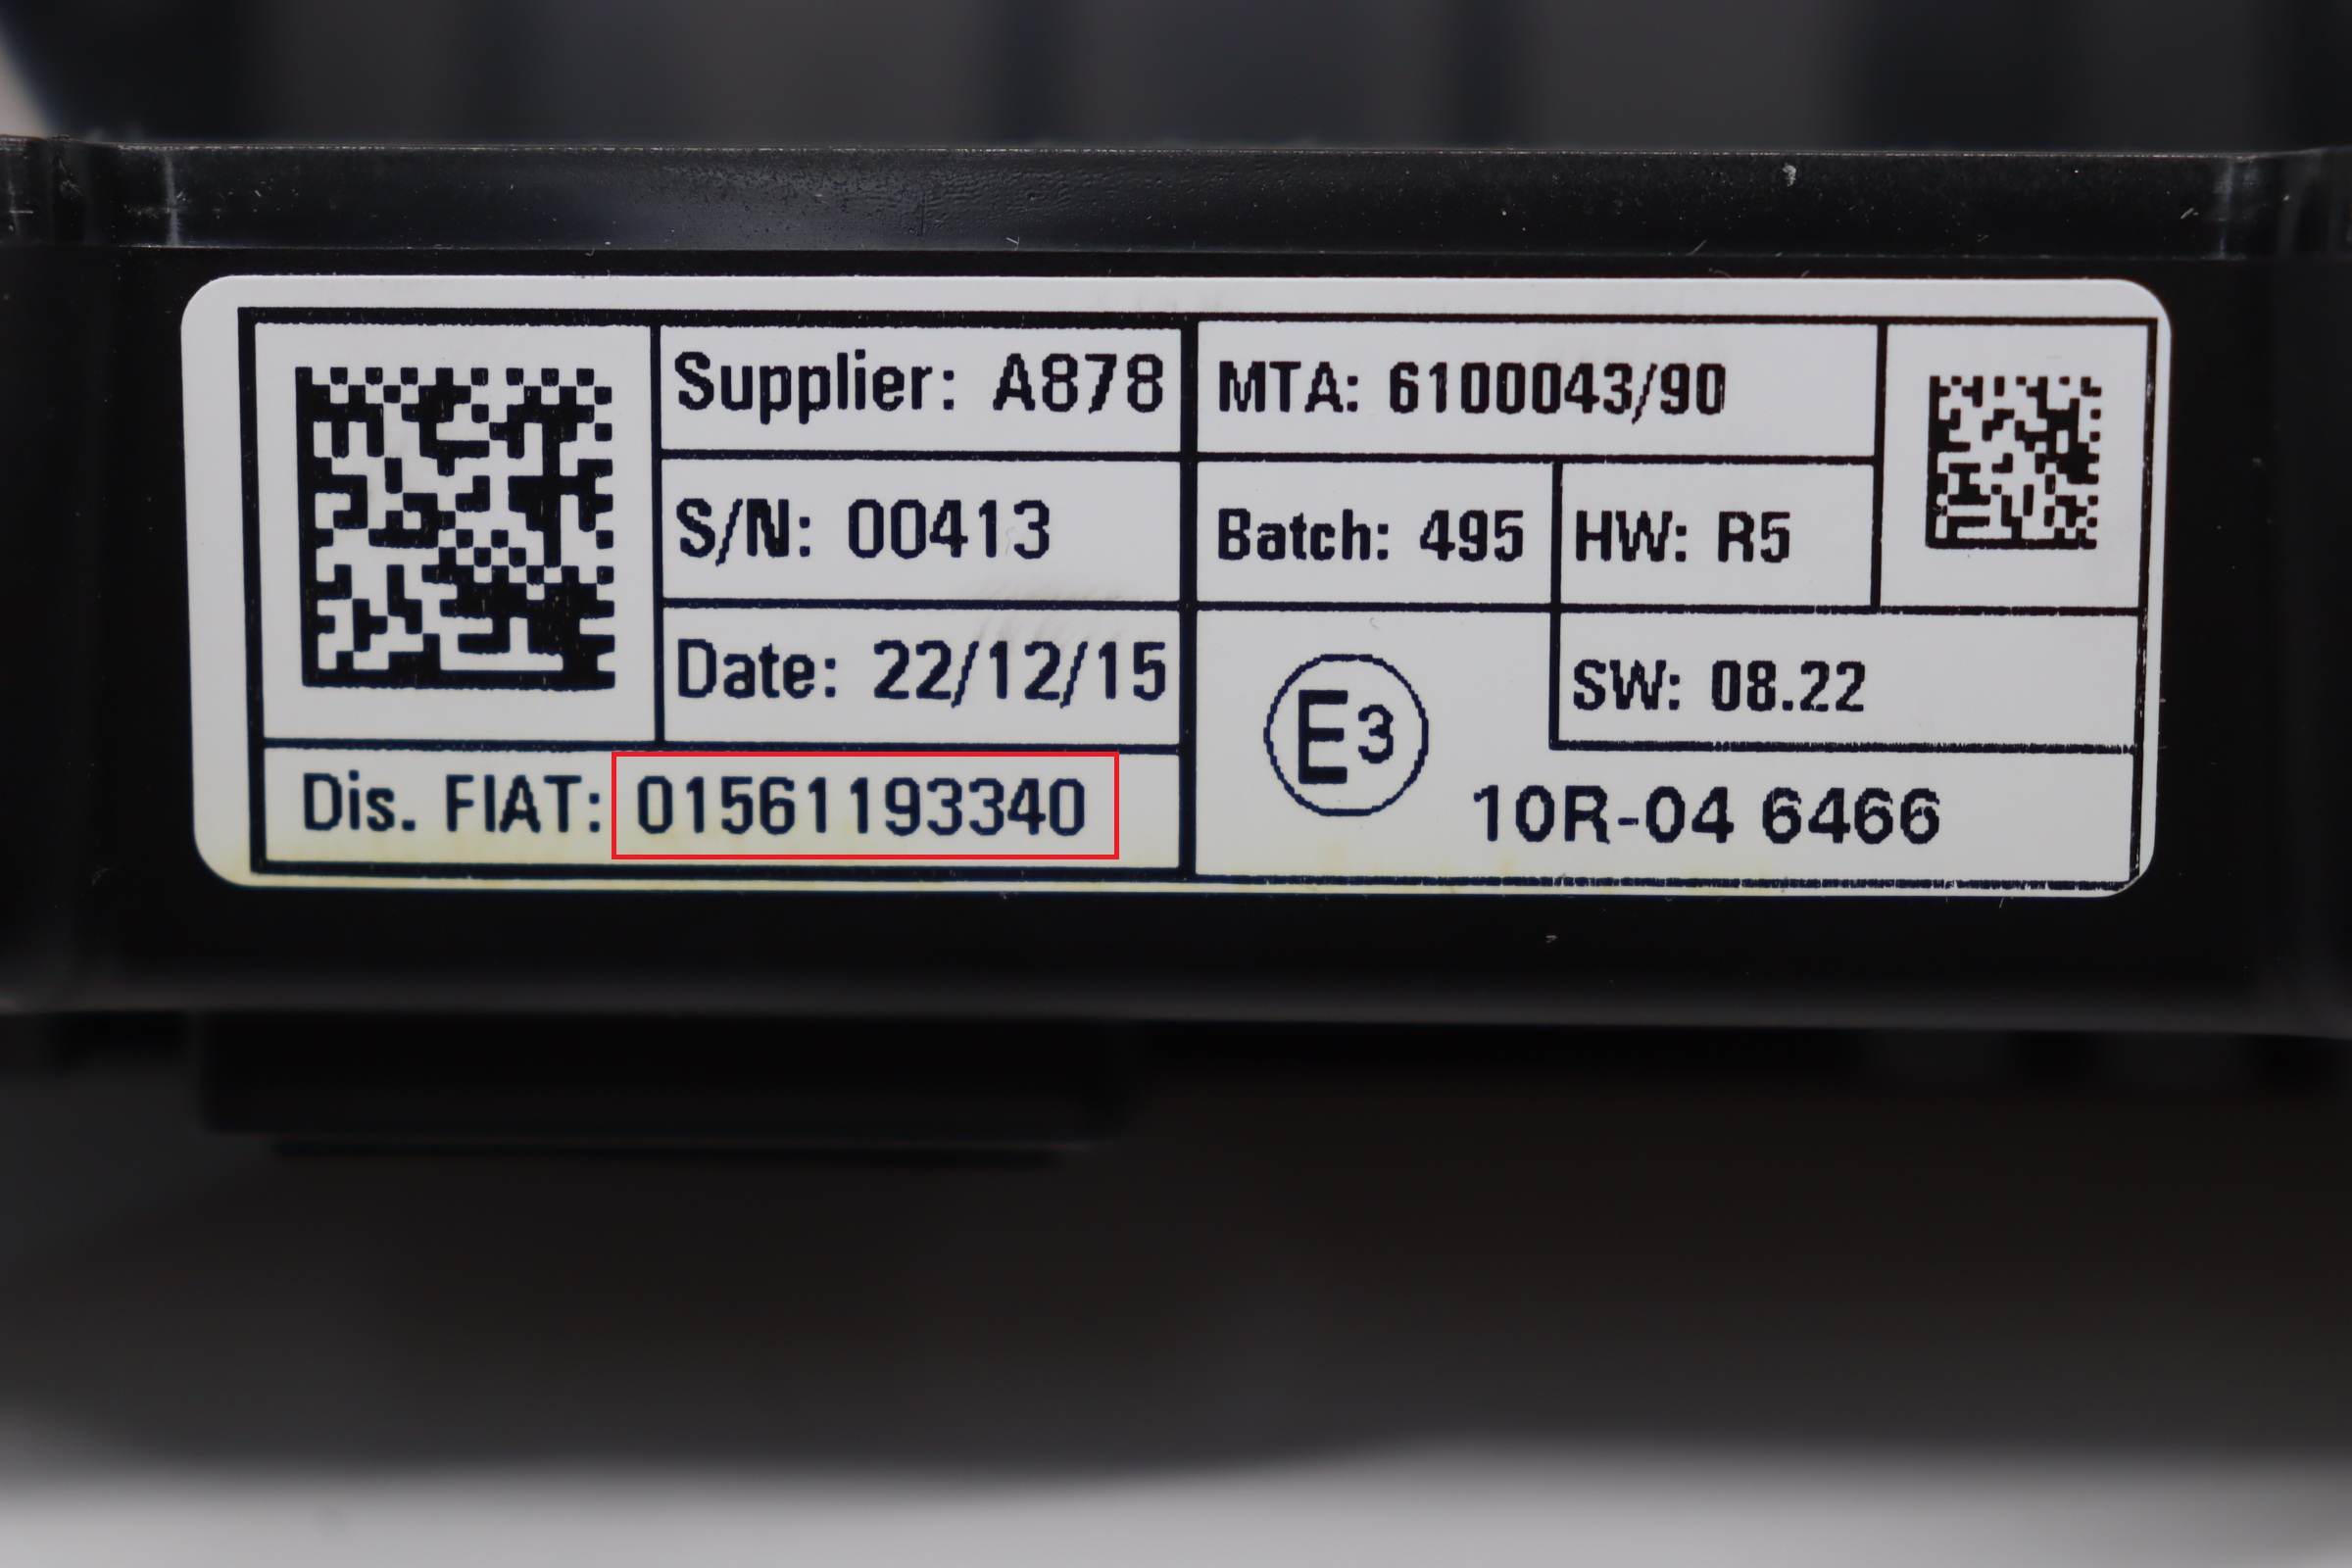 Supplier: A878
S/N: 00413
Date: 22/12/15
Dis. FIAT: 01561193340
MTA: 6100043/90
Batch: 495
HW: R5
SW: 08.22
E3
10R-04 6466